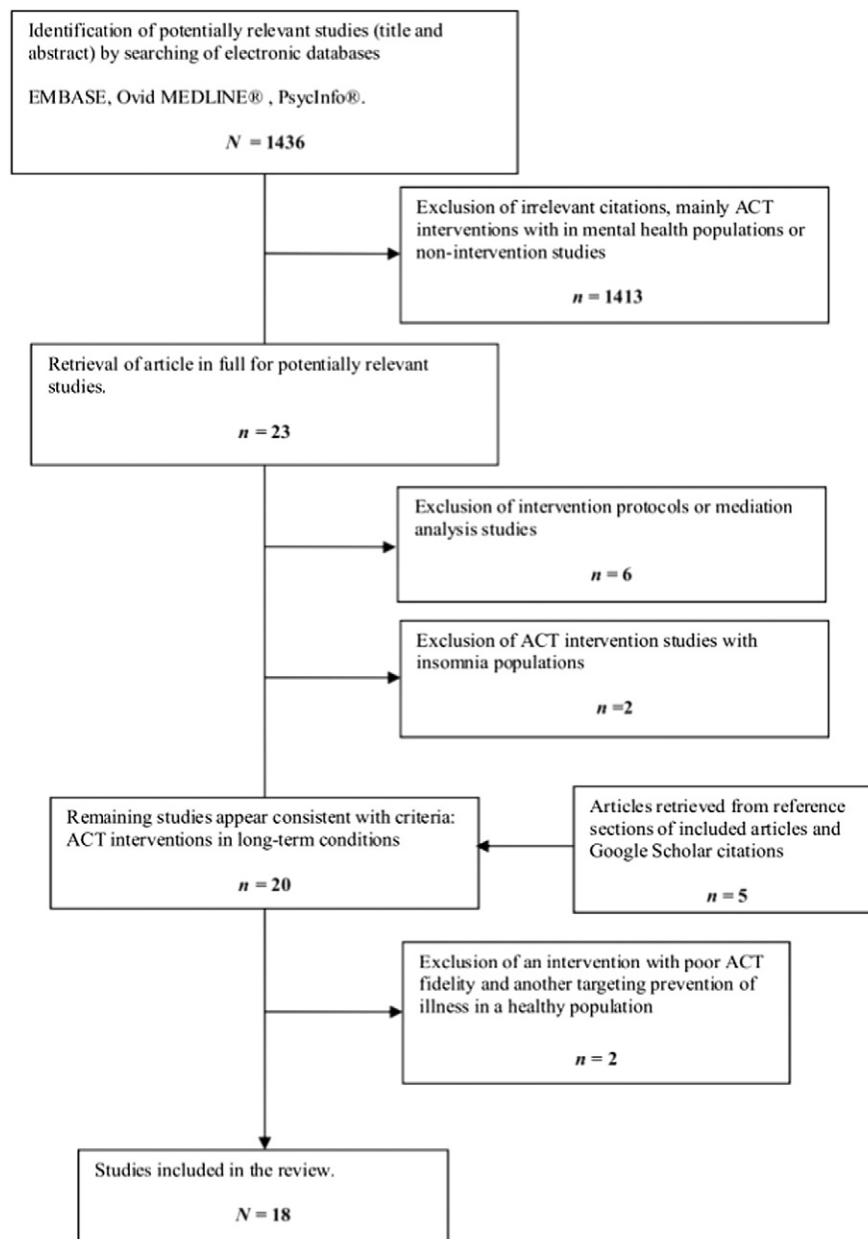 Identification of potentially relevant studies (title and
abstract) by searching of electronic databases
EMBASE, Ovid MEDLINE® , PsycInfo®.
N = 1436
Exclusion of irrelevant citations, mainly ACT
interventions with in mental health populations or
non-intervention studies
n = 1413
Retrieval of article in full for potentially relevant
studies.
n = 23
Exclusion of intervention protocols or mediation
analysis studies
n = 6
Exclusion of ACT intervention studies with
insomnia populations
n =2
Remaining studies appear consistent with criteria:
ACT interventions in long-term conditions
n = 20
Articles retrieved from reference
sections of included articles and
Google Scholar citations
n = 5
Exclusion of an intervention with poor ACT
fidelity and another targeting prevention of
illness in a healthy population
n = 2
Studies included in the review.
N = 18